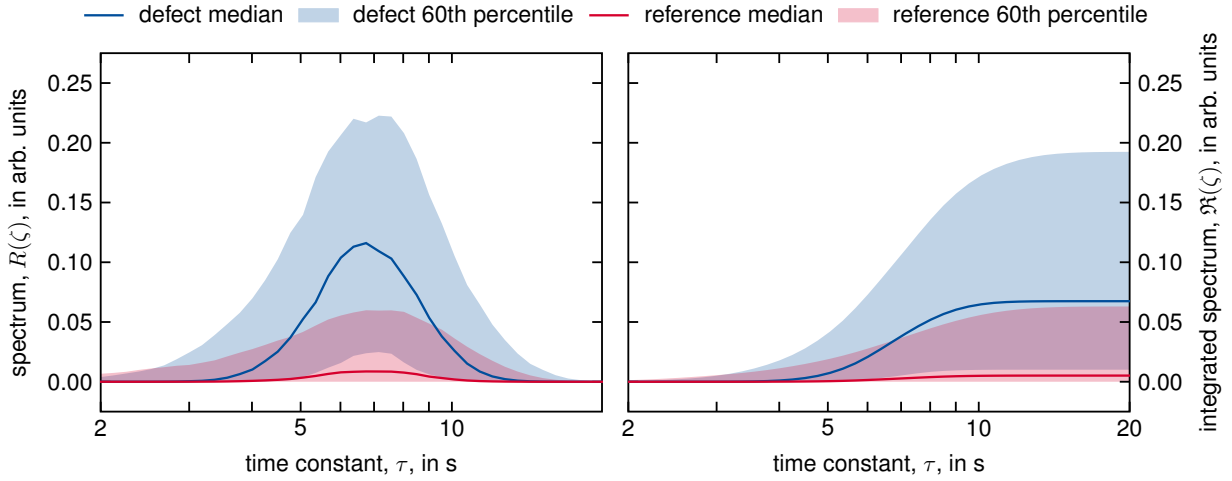 defect median defect 60th percentile reference median reference 60th percentile
spectrum, R(ζ), in arb. units
0.25
0.20
0.15
0.10
0.05
0.00
2 5 10
time constant, τ, in s
2 5 10 20
time constant, τ, in s
0.25
0.20
0.15
0.10
0.05
0.00
integrated spectrum, ℜ(ζ), in arb. units